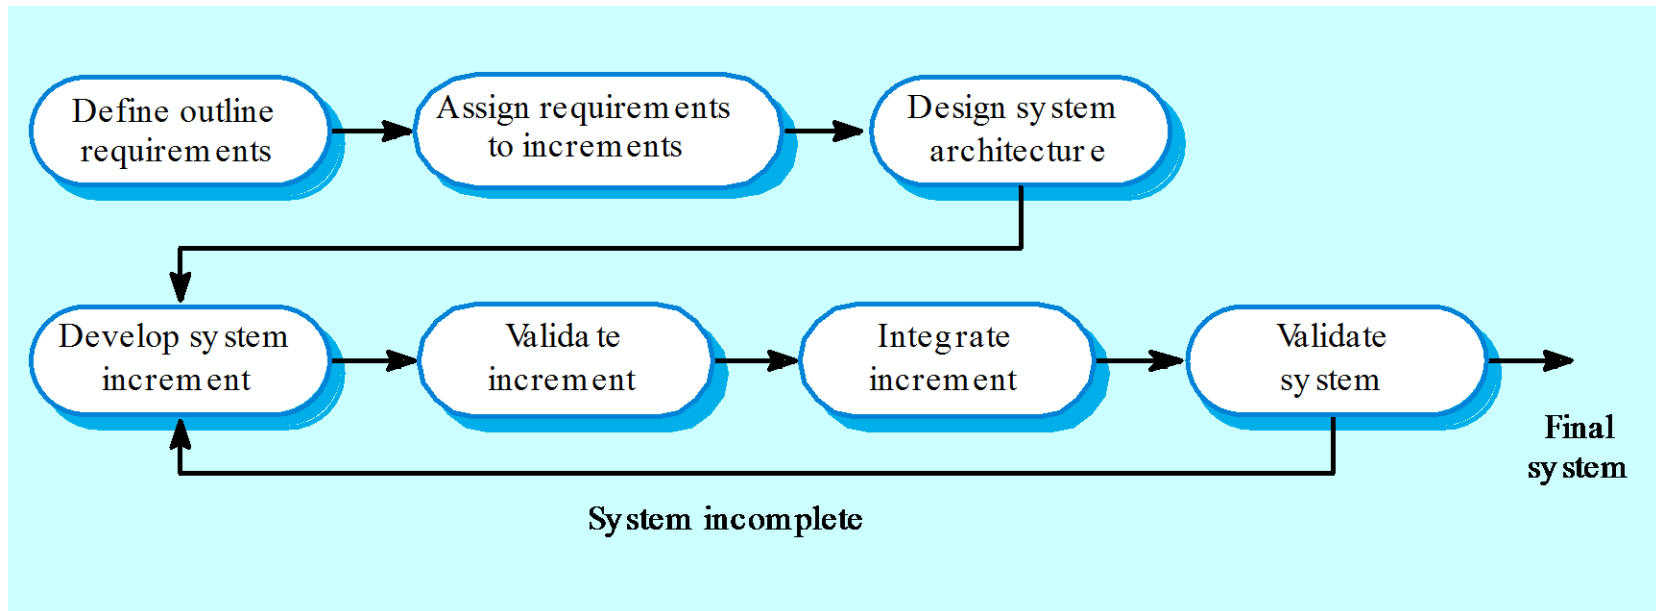 Define outline
requirements
Assign requirements
to increments
Design system
architecture
Develop system
increment
Validate
increment
Integrate
increment
Validate
system
Final
system
System incomplete